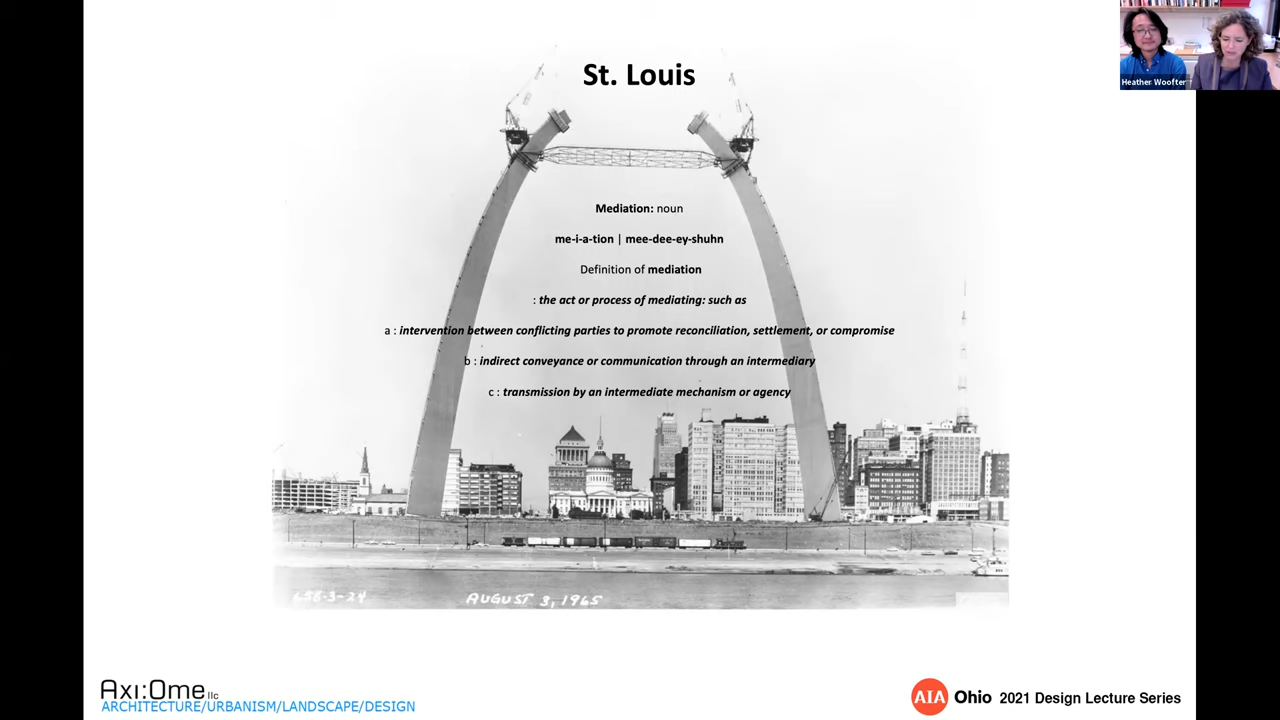 St. Louis
Heather Woofter
Mediation: noun
me-i-a-tion | mee-dee-ey-shuhn
Definition of mediation
: the act or process of mediating: such as
a : intervention between conflicting parties to promote reconciliation, settlement, or compromise
b : indirect conveyance or communication through an intermediary
c : transmission by an intermediate mechanism or agency
AUGUST 3, 1965
Axi:Ome llc
ARCHITECTURE/URBANISM/LANDSCAPE/DESIGN
AIA Ohio 2021 Design Lecture Series